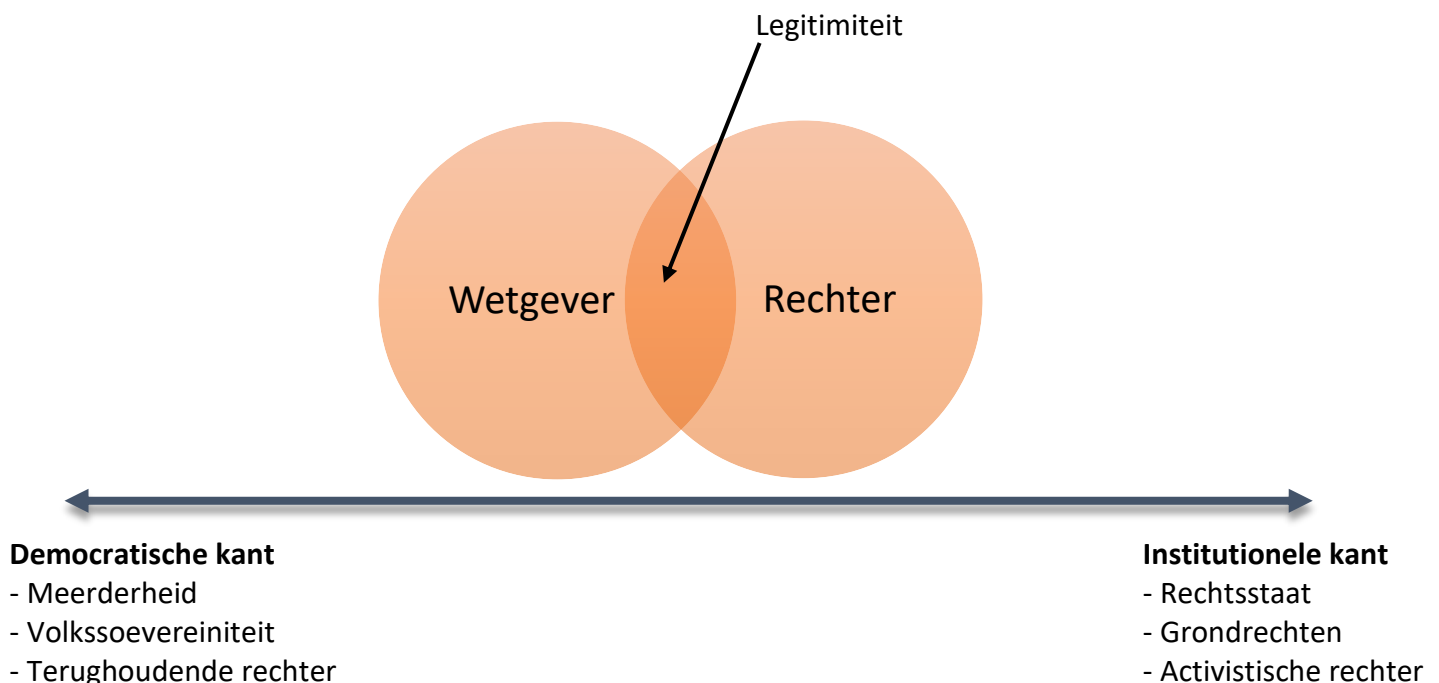 Legitimiteit
Wetgever
Rechter
Democratische kant
- Meerderheid
- Volkssoevereiniteit
- Terughoudende rechter
Institutionele kant
- Rechtsstaat
- Grondrechten
- Activistische rechter